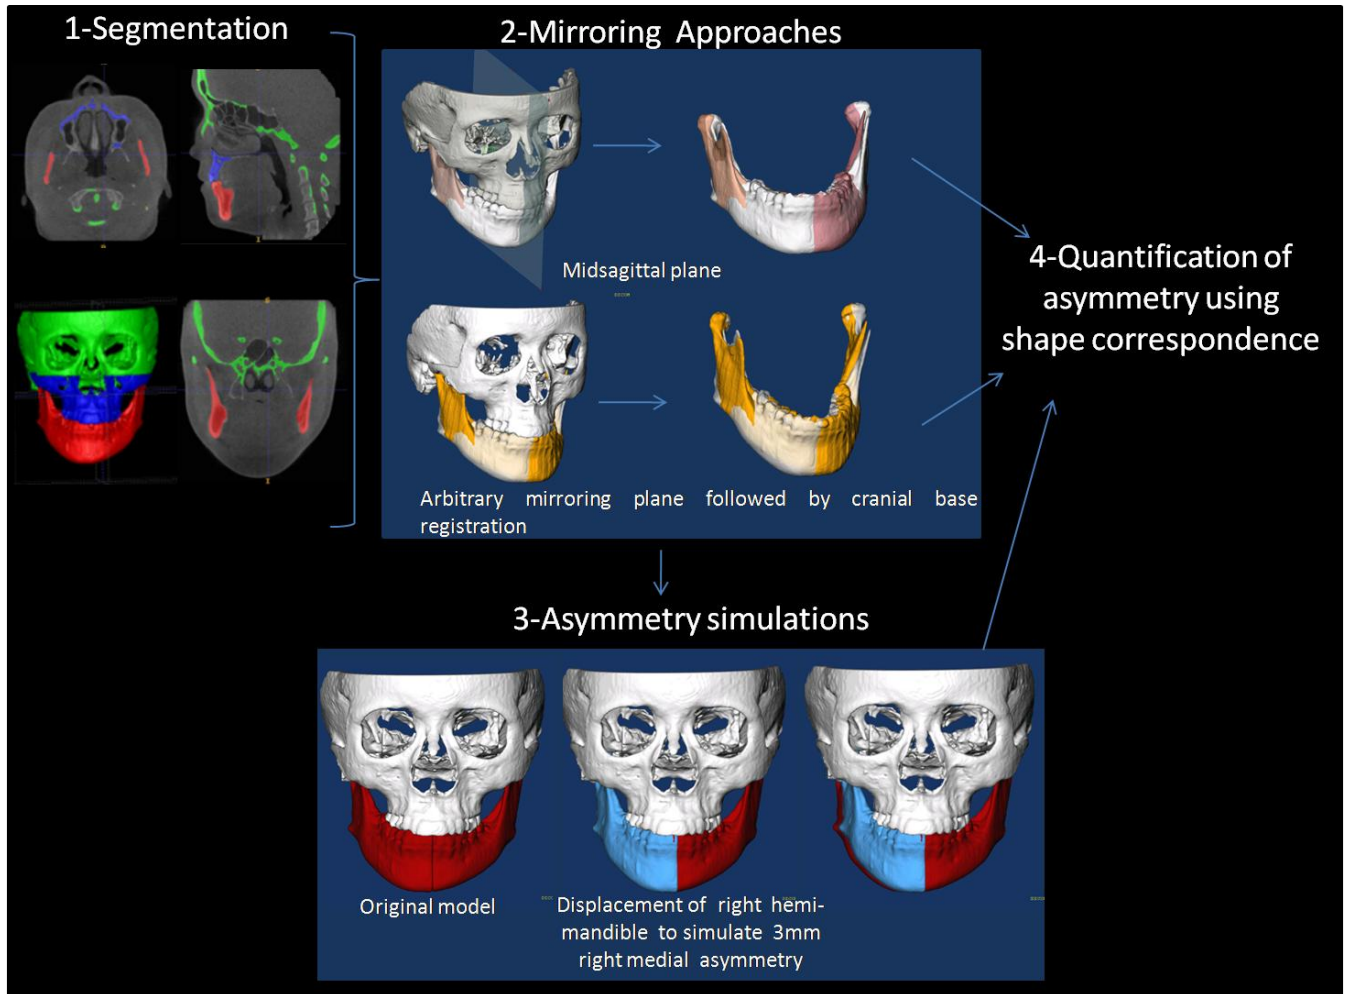 1-Segmentation
2-Mirroring Approaches
Midsagittal plane
Arbitrary mirroring plane followed by cranial base
registration
4-Quantification of
asymmetry using
shape correspondence
3-Asymmetry simulations
Original model
Displacement of right hemi-
mandible to simulate 3mm
right medial asymmetry